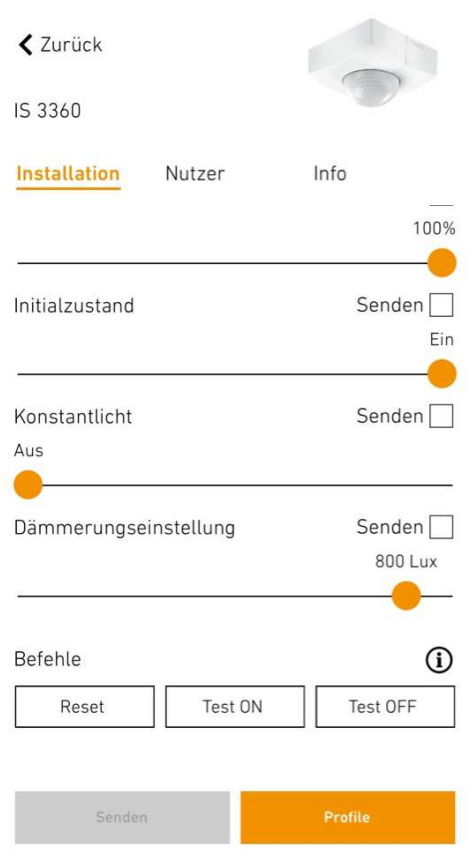 Zurück
IS 3360
Installation Nutzer Info
100%
Initialzustand Senden
Ein
Konstantlicht Senden
Aus
Dämmerungseinstellung Senden
800 Lux
Befehle
Reset Test ON Test OFF
Senden Profile